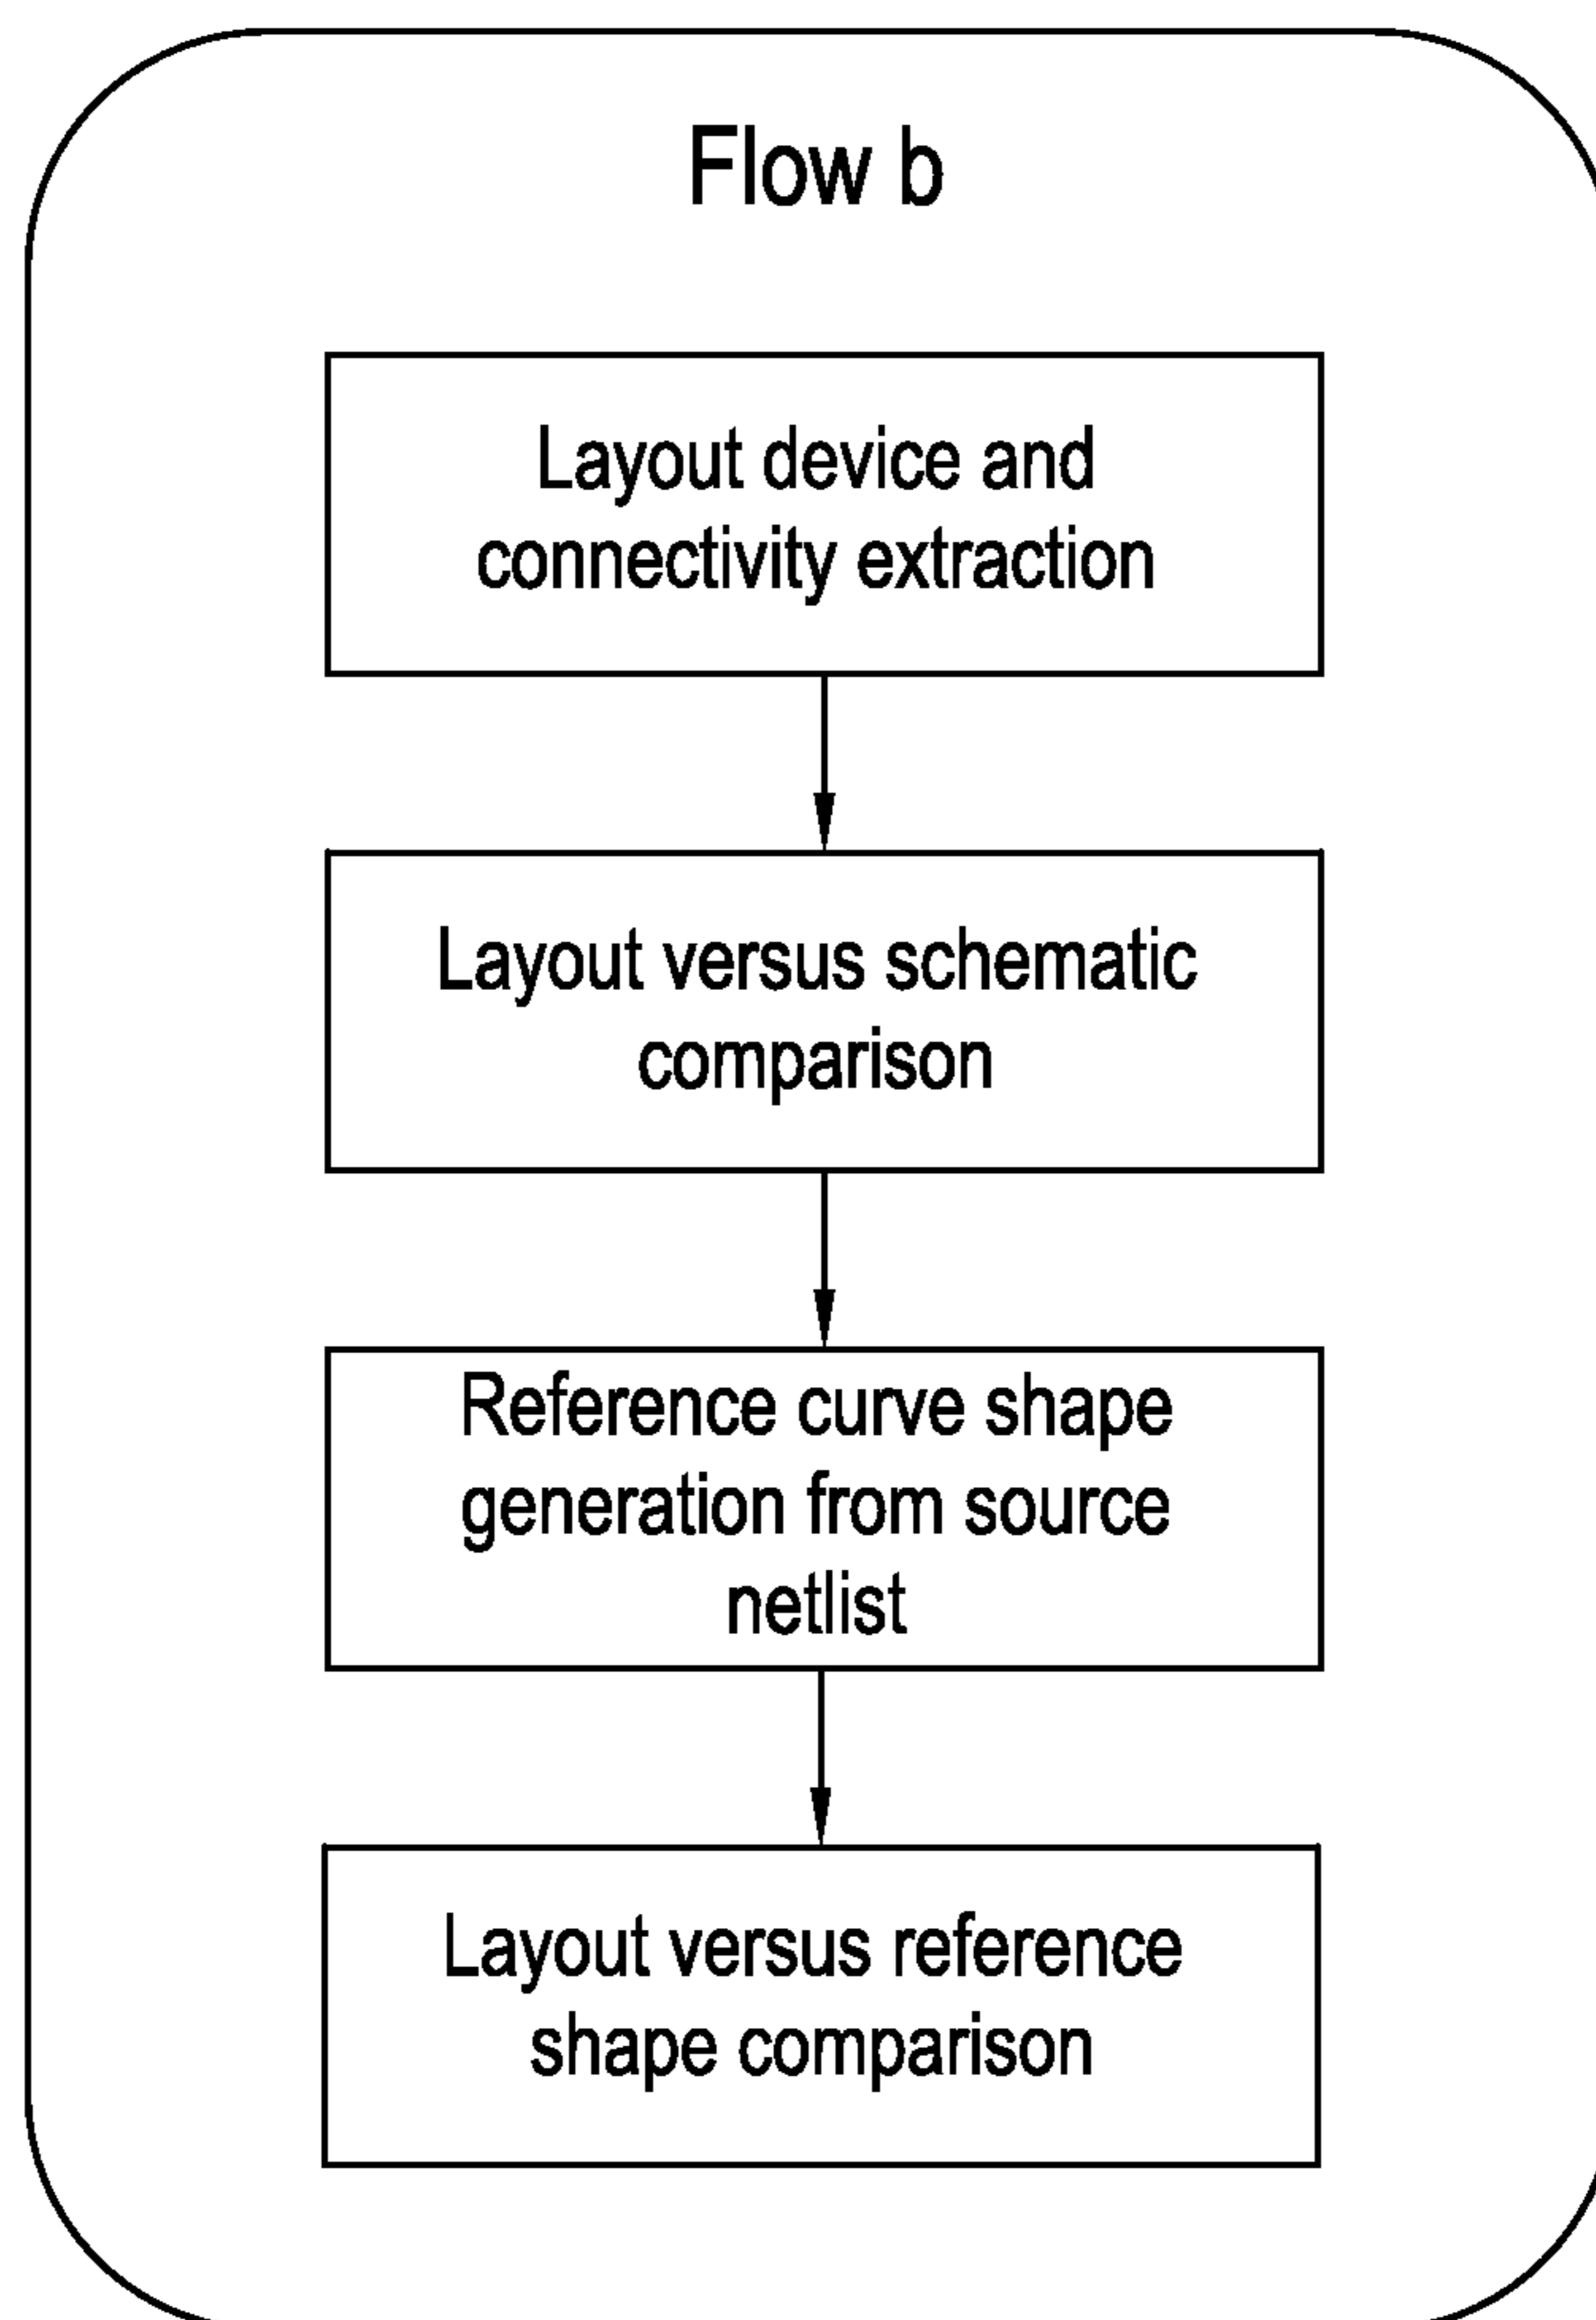 Flow b
Layout device and
connectivity extraction
Layout versus schematic
comparison
Reference curve shape
generation from source
netlist
Layout versus reference
shape comparison